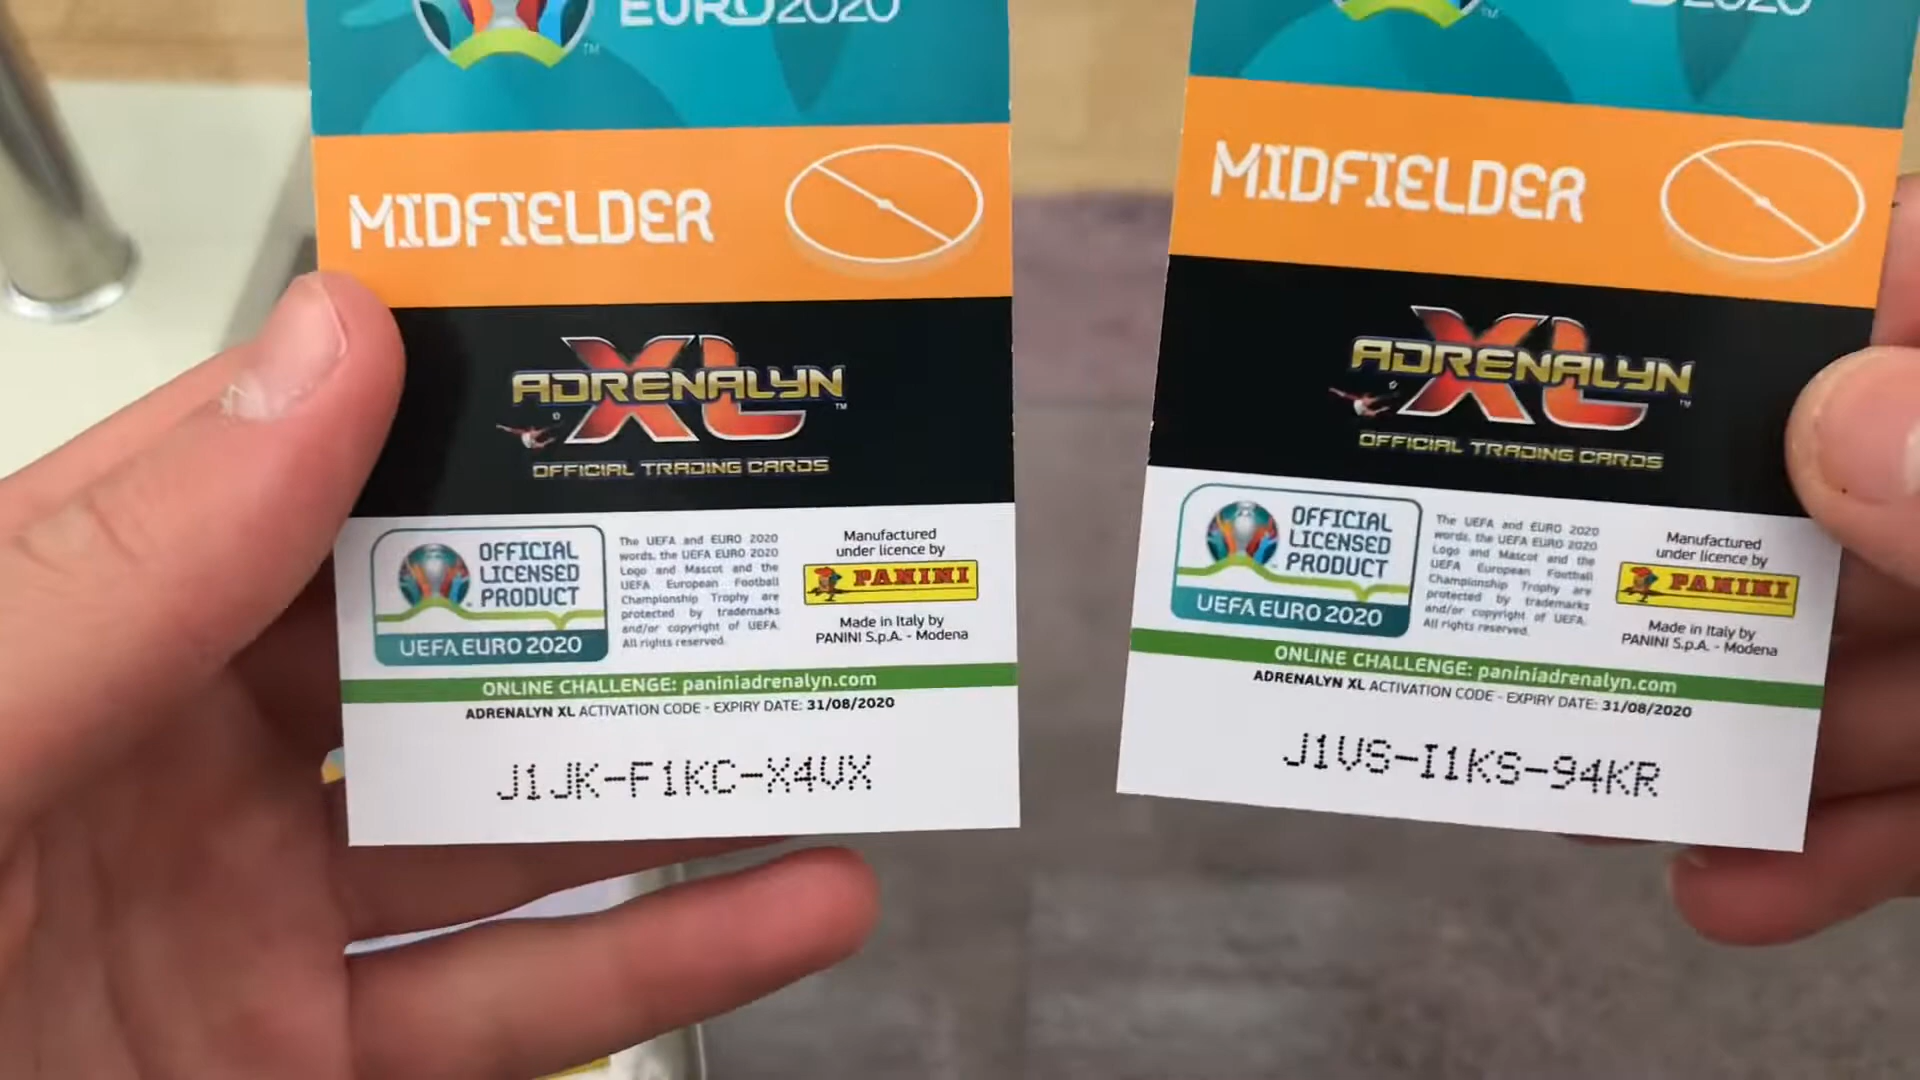 EURO2020
TM
MIDFIELDER
ADRENALYN
XL
TM
OFFICIAL TRADING CARDS
OFFICIAL
LICENSED
PRODUCT
TM
UEFA EURO 2020
The UEFA and EURO 2020
words, the UEFA EURO 2020
Logo and Mascot and the
UEFA European Football
Championship Trophy are
protected by trademarks
and/or copyright of UEFA.
All rights reserved.
Manufactured
under licence by
PANINI
Made in Italy by
PANINI S.p.A. - Modena
ONLINE CHALLENGE: paniniadrenalyn.com
ADRENALYN XL ACTIVATION CODE - EXPIRY DATE: 31/08/2020
J1JK-F1KC-X4VX
2020
TM
MIDFIELDER
ADRENALYN
XL
TM
OFFICIAL TRADING CARDS
OFFICIAL
LICENSED
PRODUCT
UEFA EURO 2020
The UEFA and EURO 2020
words, the UEFA EURO 2020
Logo and Mascot and the
UEFA European Football
Championship Trophy are
protected by trademarks
and/or copyright of UEFA.
All rights reserved.
Manufactured
under licence by
PANINI
Made in Italy by
PANINI S.p.A. - Modena
ONLINE CHALLENGE: paniniadrenalyn.com
ADRENALYN XL ACTIVATION CODE - EXPIRY DATE: 31/08/2020
J1VS-I1KS-94KR